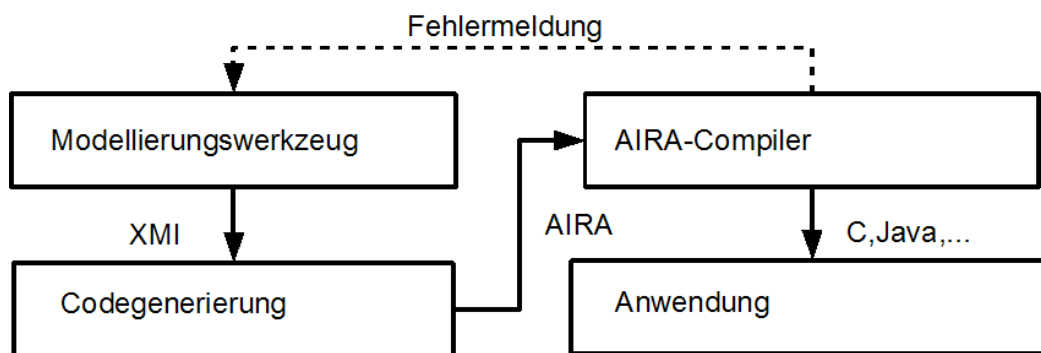 Fehlermeldung
Modellierungswerkzeug
AIRA-Compiler
XMI
AIRA
C,Java,...
Codegenerierung
Anwendung